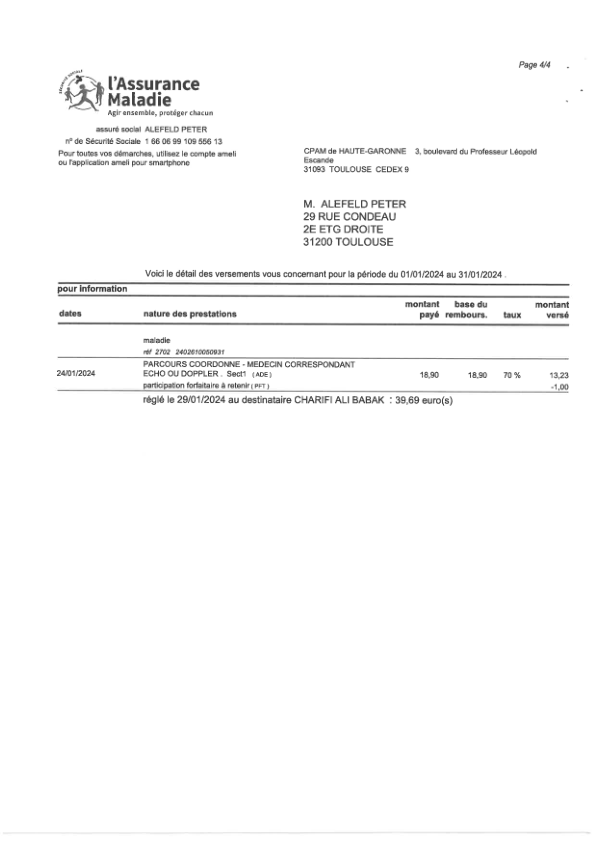 Page 4/4
SÉCURITÉ SOCIALE
l'Assurance
Maladie
Agir ensemble, protéger chacun
assuré social ALEFELD PETER
n° de Sécurité Sociale 1 66 06 99 109 556 13
Pour toutes vos démarches, utilisez le compte ameli
ou l'application ameli pour smartphone
CPAM de HAUTE-GARONNE 3, boulevard du Professeur Léopold
Escande
31093 TOULOUSE CEDEX 9
M. ALEFELD PETER
29 RUE CONDEAU
2E ETG DROITE
31200 TOULOUSE
Voici le détail des versements vous concernant pour la période du 01/01/2024 au 31/01/2024 .
pour information
dates nature des prestations montant payé base du rembours. taux montant versé
maladie
réf 2702 2402610050931
PARCOURS COORDONNE - MEDECIN CORRESPONDANT
24/01/2024 ECHO OU DOPPLER . Sect1 ( ADE ) 18,90 18,90 70 % 13,23
participation forfaitaire à retenir ( PFT ) -1,00
réglé le 29/01/2024 au destinataire CHARIFI ALI BABAK : 39,69 euro(s)